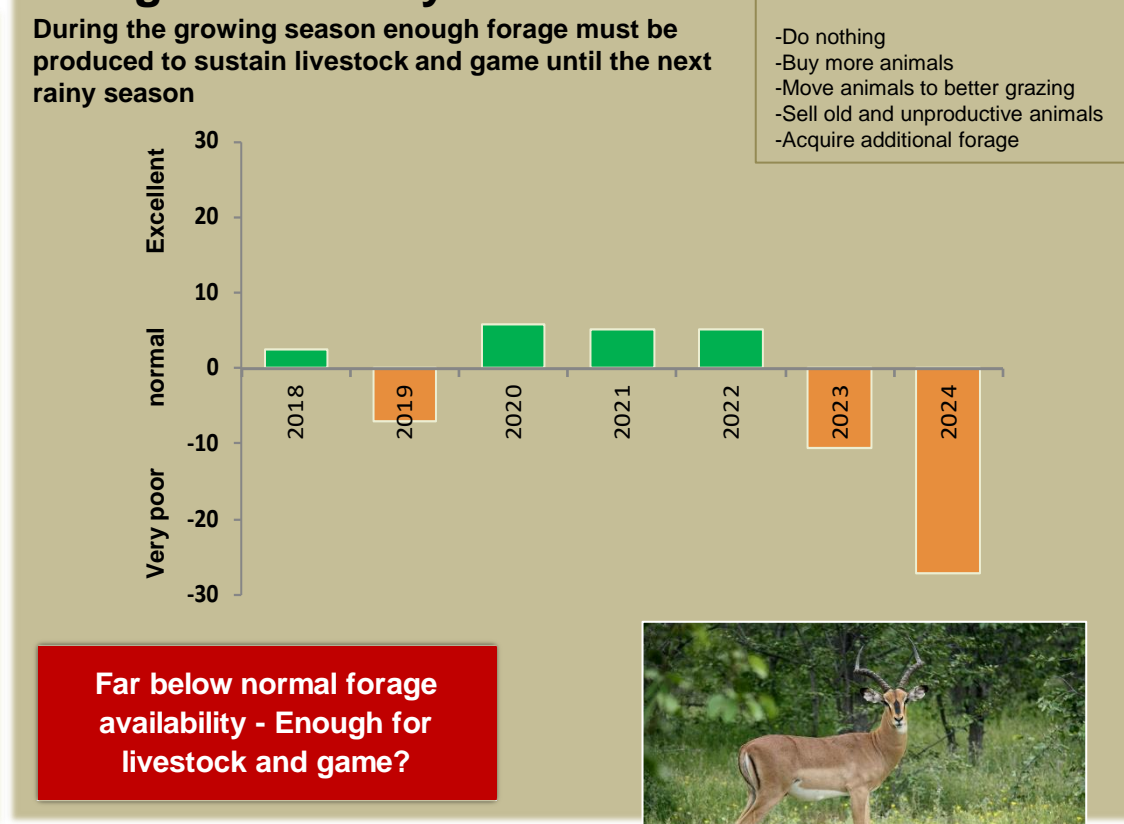 During the growing season enough forage must be
produced to sustain livestock and game until the next
rainy season
-Do nothing
-Buy more animals
-Move animals to better grazing
-Sell old and unproductive animals
-Acquire additional forage
30
20
10
0
-10
-20
-30
Excellent
normal
Very poor
2018
2019
2020
2021
2022
2023
2024
Far below normal forage
availability - Enough for
livestock and game?